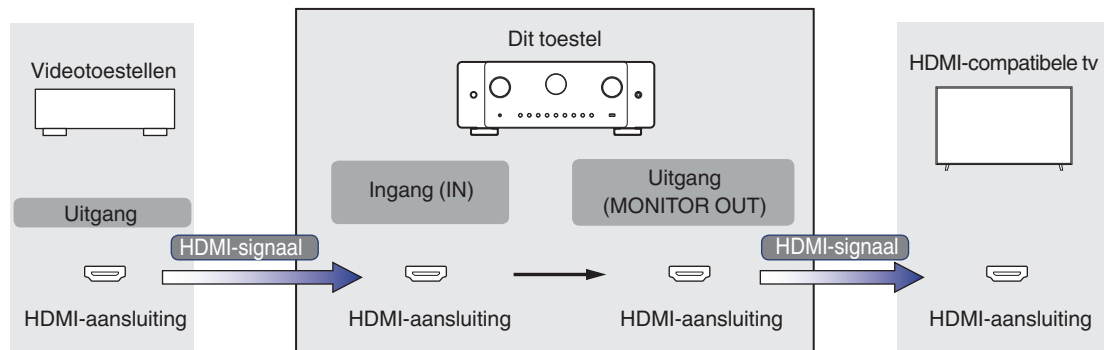 Dit toestel
Videotoestellen
HDMI-compatibele tv
Uitgang
Ingang (IN)
Uitgang
(MONITOR OUT)
HDMI-signaal
HDMI-signaal
HDMI-aansluiting
HDMI-aansluiting
HDMI-aansluiting
HDMI-aansluiting